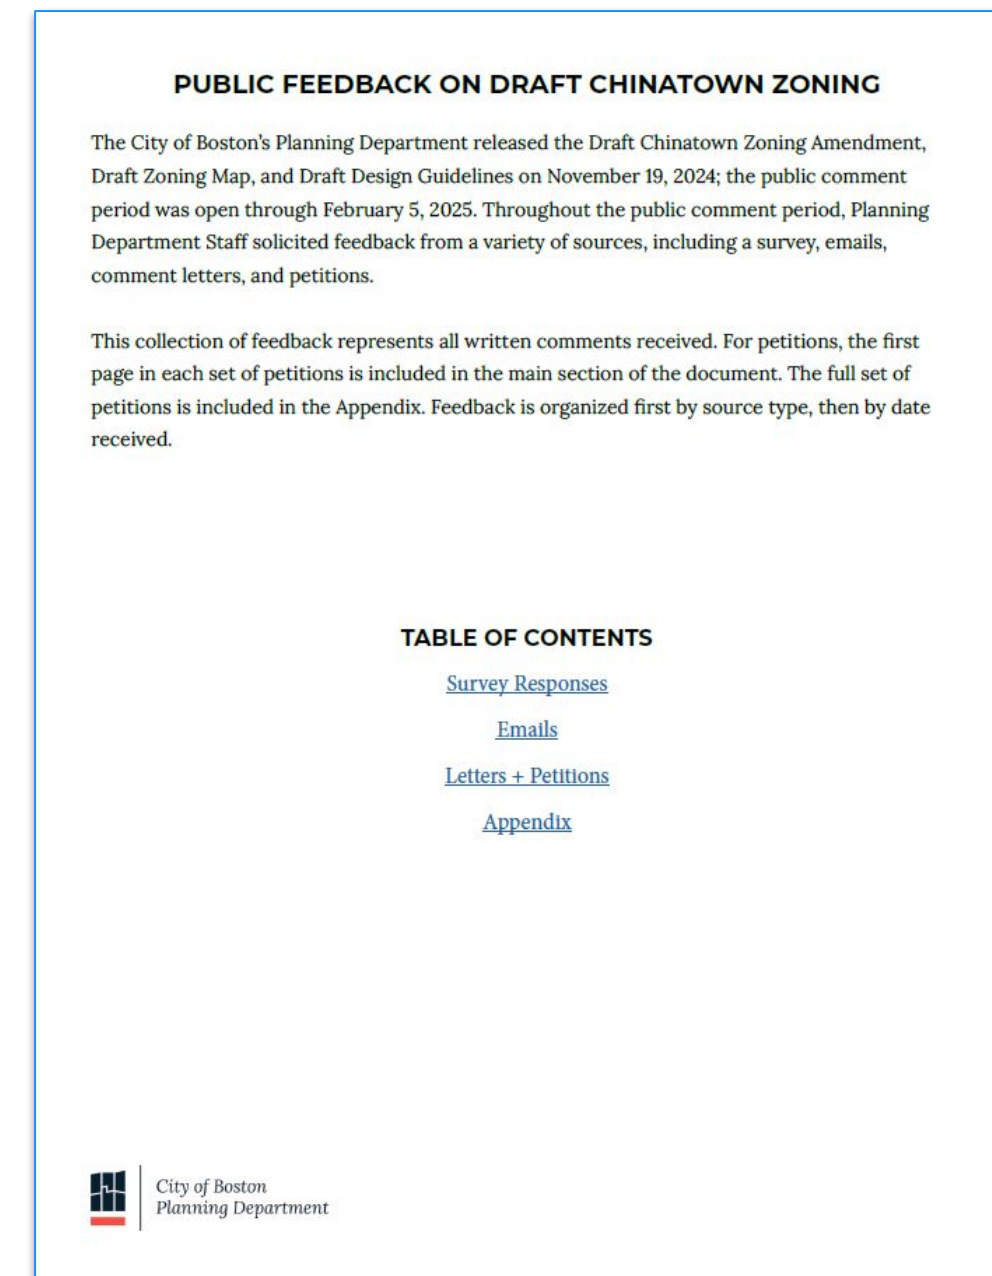 PUBLIC FEEDBACK ON DRAFT CHINATOWN ZONING
The City of Boston's Planning Department released the Draft Chinatown Zoning Amendment,
Draft Zoning Map, and Draft Design Guidelines on November 19, 2024; the public comment
period was open through February 5, 2025. Throughout the public comment period, Planning
Department Staff solicited feedback from a variety of sources, including a survey, emails,
comment letters, and petitions.
This collection of feedback represents all written comments received. For petitions, the first
page in each set of petitions is included in the main section of the document. The full set of
petitions is included in the Appendix. Feedback is organized first by source type, then by date
received.
TABLE OF CONTENTS
Survey Responses
Emails
Letters + Petitions
Appendix
City of Boston
Planning Department